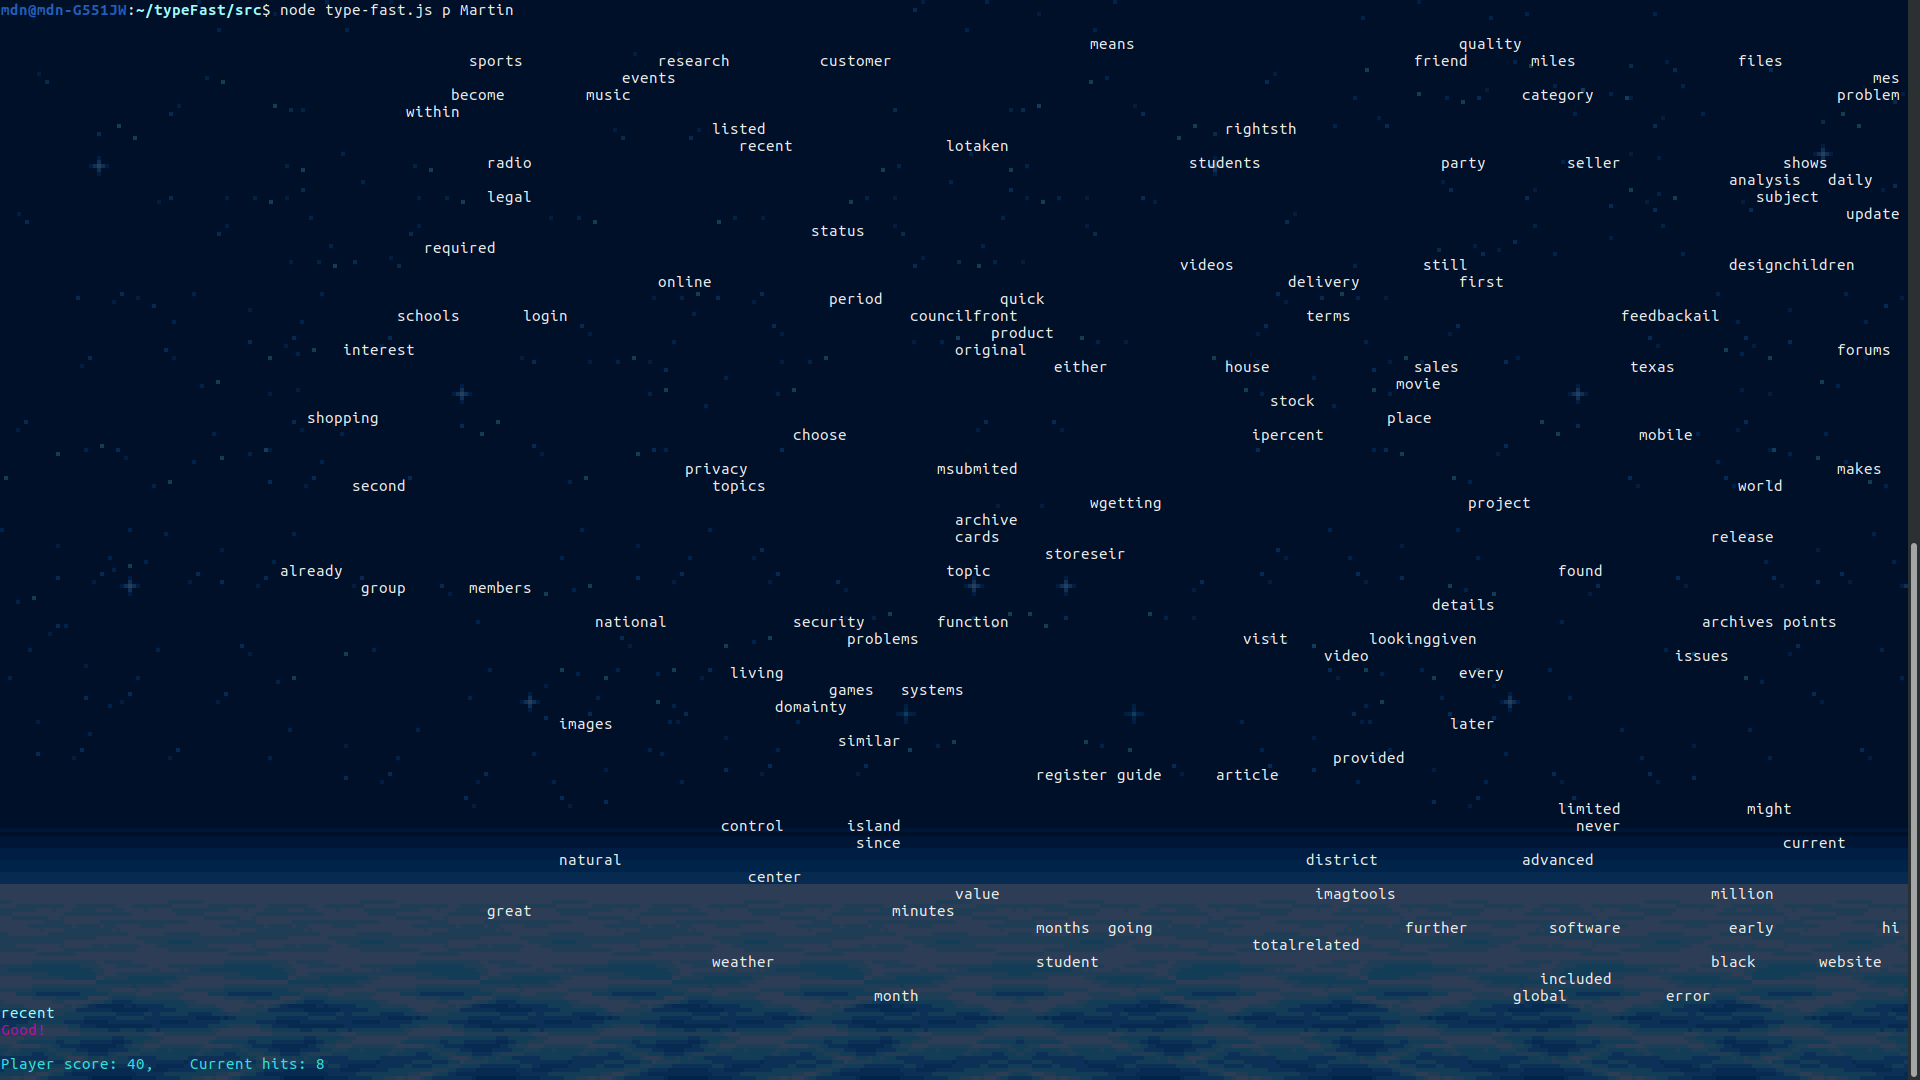 mdn@mdn-G551JW:~/typeFast/src$ node type-fast.js p Martin
means quality
sports research customer friend miles files
events mes
become music category problem
within
listed rightsth
recent lotaken
radio students party seller shows
analysis daily
legal subject
update
status
required
videos still designchildren
online delivery first
period quick
schools login councilfront terms feedbackail
product
interest original forums
either house sales texas
movie
stock
shopping place
choose ipercent mobile
privacy msubmited makes
second topics world
wgetting project
archive
cards release
storeseir
already topic found
group members
details
national security function archives points
problems visit lookinggiven
video issues
living every
games systems
domainty
images later
similar
provided
register guide article
limited might
control island never
since current
natural district advanced
center
value imagtools million
great minutes
months going further software early hi
totalrelated
weather student black website
included
month global error
recent
Good!
Player score: 40, Current hits: 8